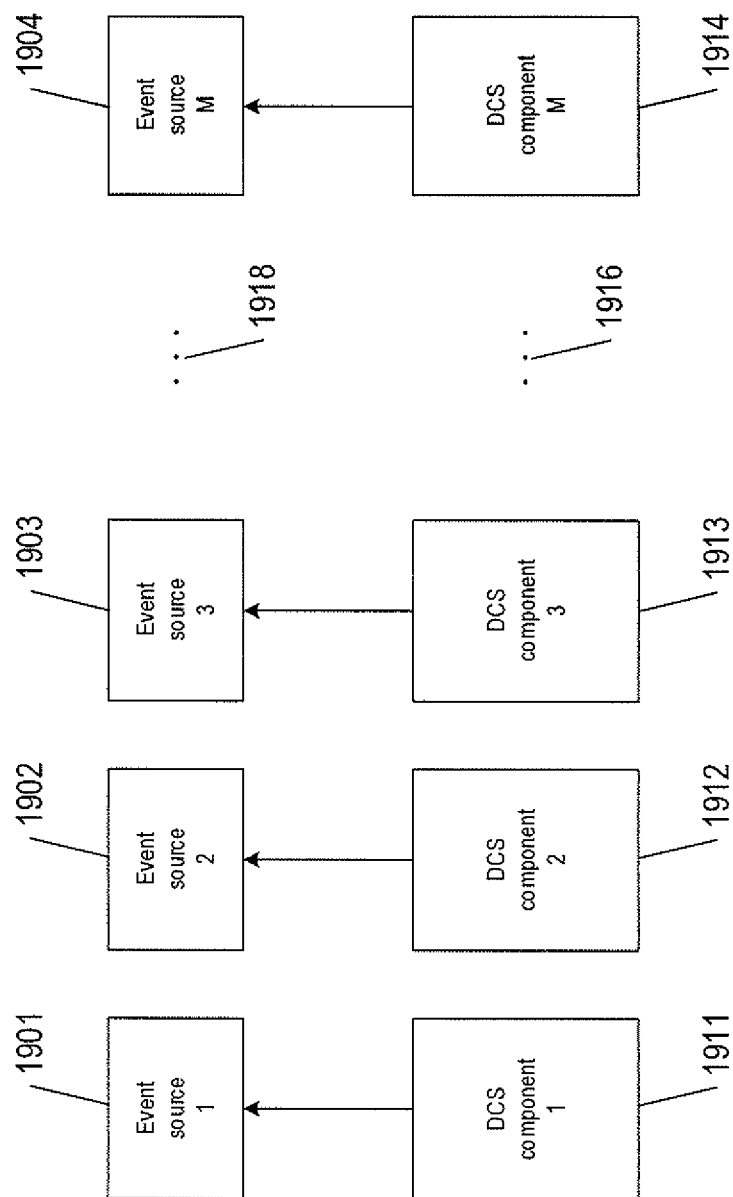 1901
1902
1903
1904
Event
source
1
Event
source
2
Event
source
3
Event
source
M
1918
DCS
component
1
DCS
component
2
DCS
component
3
DCS
component
M
1916
1911
1912
1913
1914